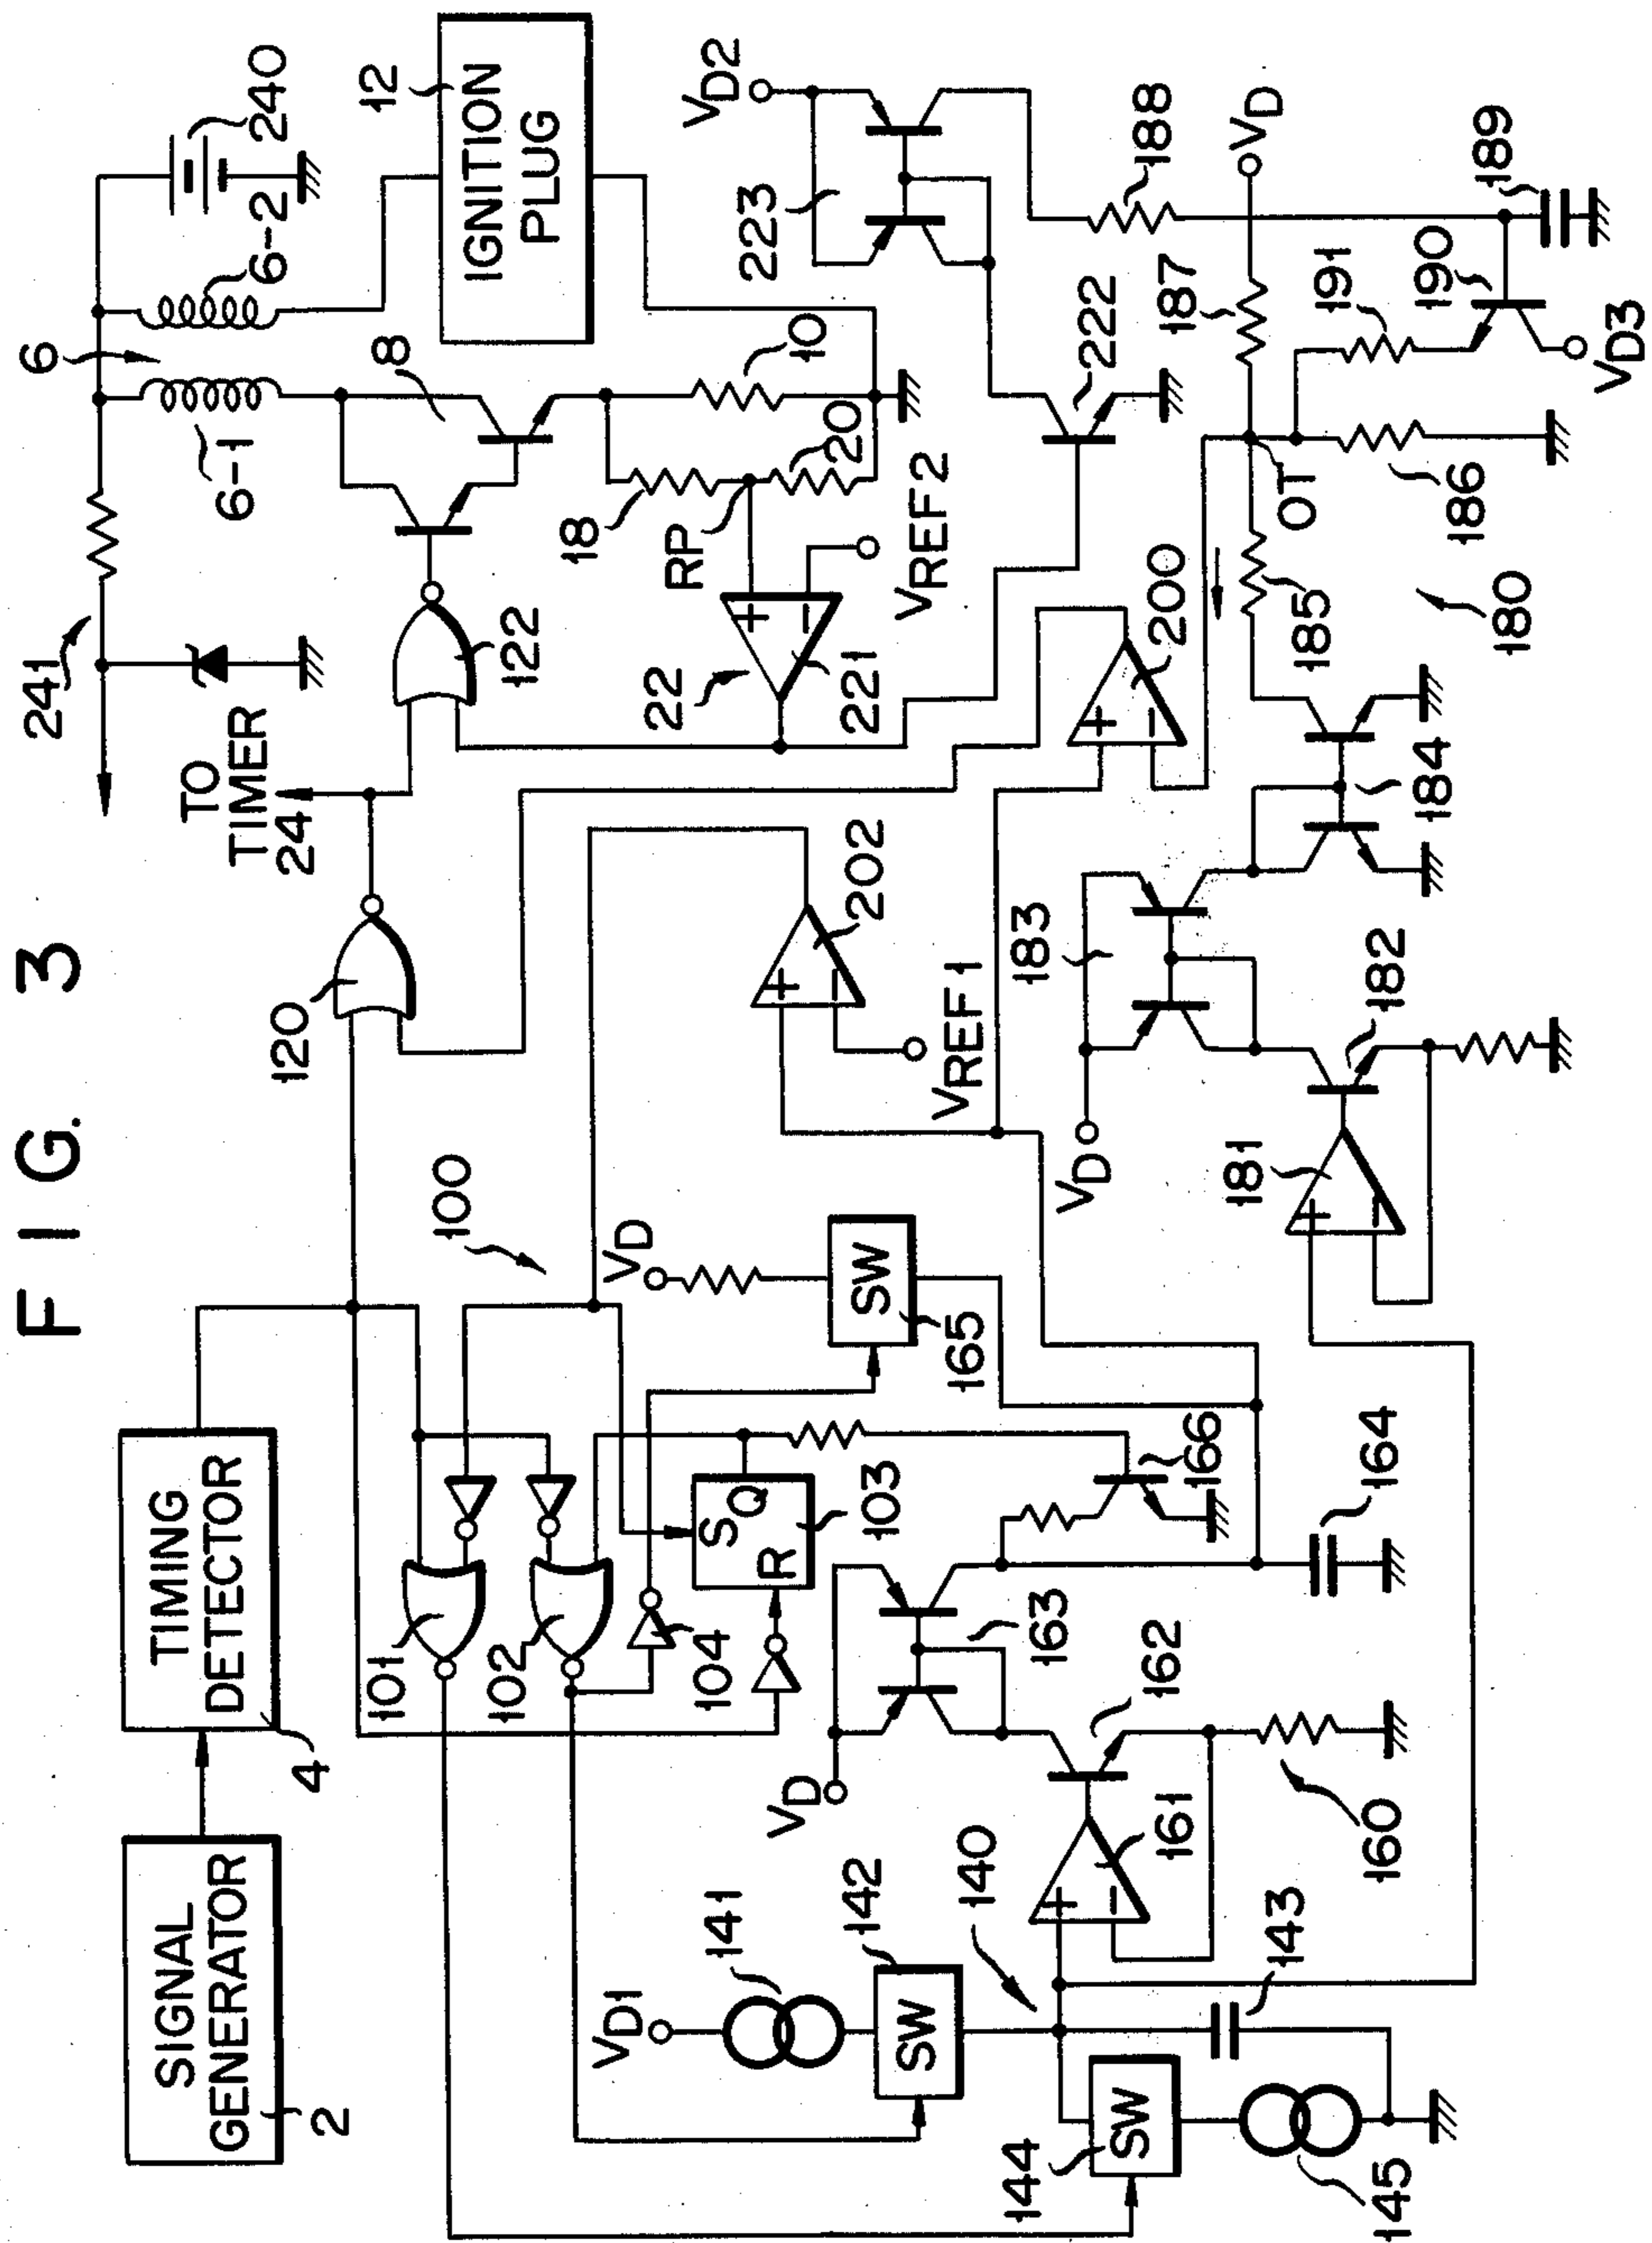 FIG. 3
SIGNAL
GENERATOR
2
TIMING
DETECTOR
4
120
TO
TIMER
24
241
6
6-1
6-2
240
12
IGNITION
PLUG
8
122
10
18
20
RP
22
+
−
221
VREF2
100
101
102
104
S
Q
R
103
VD
SW
165
202
+
−
VREF1
200
+
−
222
223
VD2
188
VD
187
OT
185
186
191
190
189
VD3
180
184
183
VD
182
181
+
−
166
164
163
VD
162
161
+
−
160
140
VD1
141
142
SW
143
144
SW
145